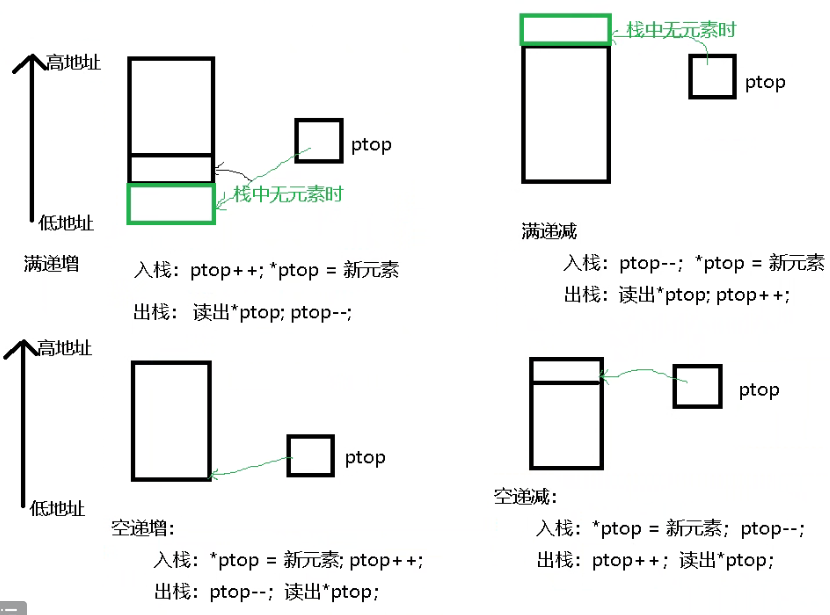 高地址
ptop
栈中无元素时
低地址
满递增
入栈：ptop++; *ptop = 新元素
出栈： 读出*ptop; ptop--;
栈中无元素时
ptop
满递减
入栈：ptop--；*ptop = 新元素
出栈：读出*ptop; ptop++;
高地址
ptop
低地址
空递增：
入栈：*ptop = 新元素; ptop++;
出栈：ptop--；读出*ptop;
ptop
空递减：
入栈：*ptop = 新元素；ptop--;
出栈：ptop++；读出*ptop;